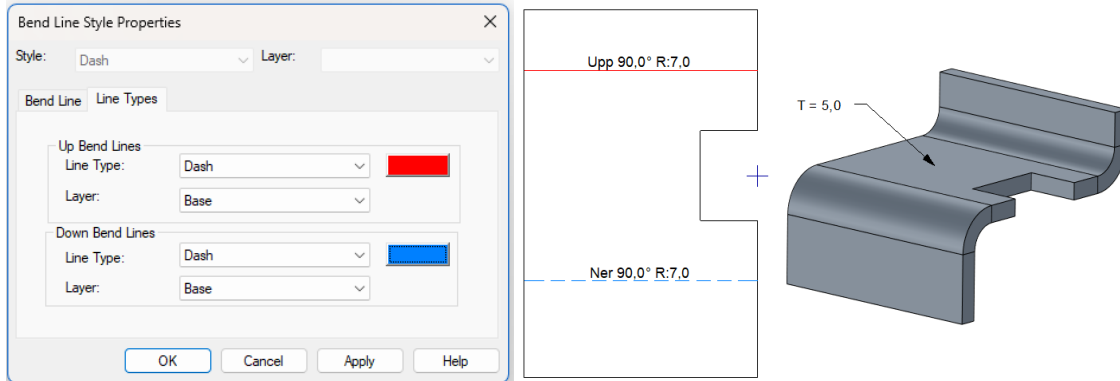 Bend Line Style Properties
Style: Dash Layer:
Bend Line Line Types
Up Bend Lines
Line Type: Dash
Layer: Base
Down Bend Lines
Line Type: Dash
Layer: Base
OK Cancel Apply Help
Upp 90,0° R:7,0
Ner 90,0° R:7,0
T = 5,0